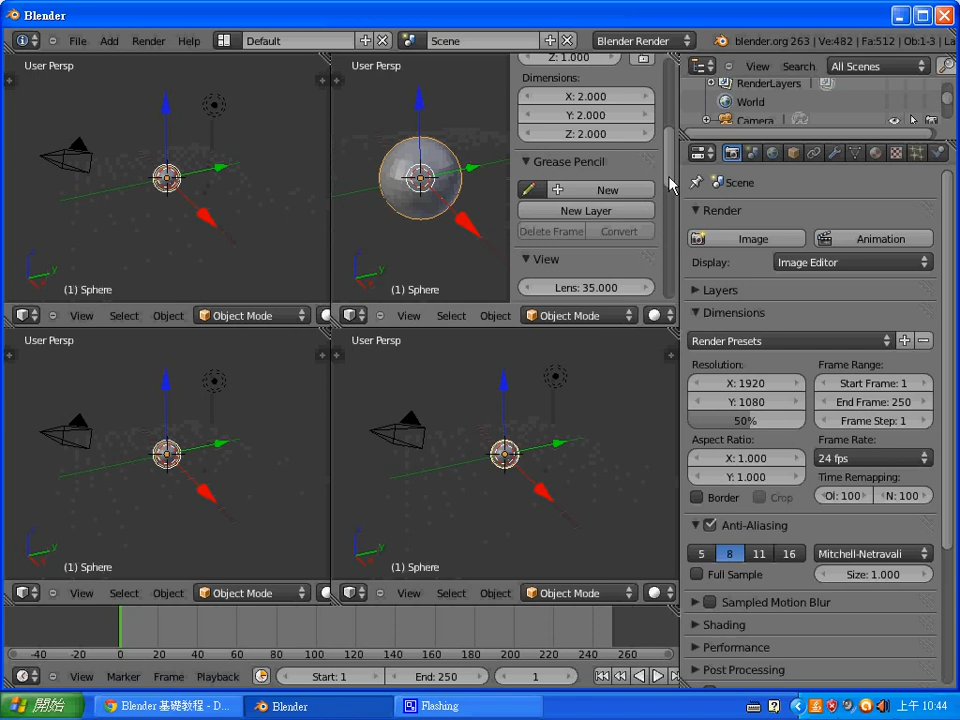 Blender
File Add Render Help Default Scene Blender Render blender.org 263 | Ve:482 | Fa:512 | Ob:1-3 | La
User Persp
(1) Sphere
View Select Object Object Mode
User Persp
(1) Sphere
View Select Object Object Mode
Z: 1.000
Dimensions:
X: 2.000
Y: 2.000
Z: 2.000
Grease Pencil
New
New Layer
Delete Frame Convert
View
Lens: 35.000
User Persp
(1) Sphere
View Select Object Object Mode
User Persp
(1) Sphere
View Select Object Object Mode
-40 -20 0 20 40 60 80 100 120 140 160 180 200 220 240 260
View Marker Frame Playback Start: 1 End: 250 1
View Search All Scenes
RenderLayers
World
Camera
Scene
Render
Image Animation
Display: Image Editor
Layers
Dimensions
Render Presets
Resolution: Frame Range:
X: 1920 Start Frame: 1
Y: 1080 End Frame: 250
50% Frame Step: 1
Aspect Ratio: Frame Rate:
X: 1.000 24 fps
Y: 1.000 Time Remapping:
Border Crop Ol: 100 N: 100
Anti-Aliasing
5 8 11 16 Mitchell-Netravali
Full Sample Size: 1.000
Sampled Motion Blur
Shading
Performance
Post Processing
開始 Blender 基礎教程 - D... Blender Flashing 上午 10:44